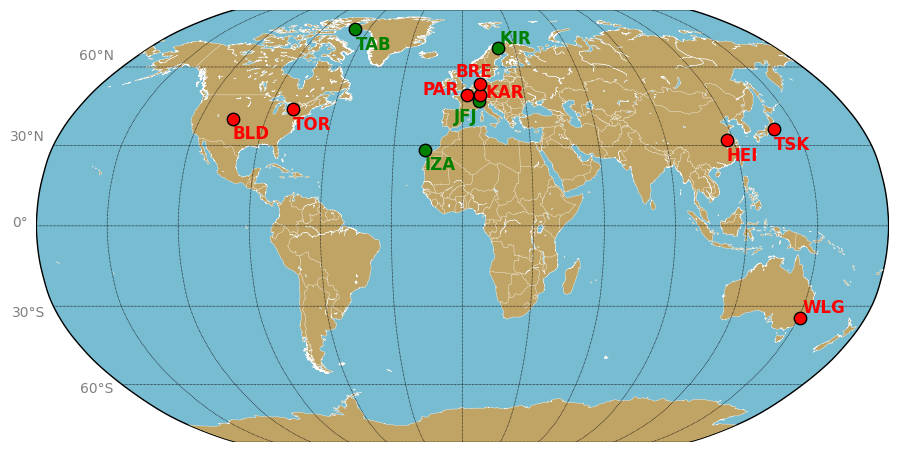 KIR
TAB
60°N
BRE
PAR
KAR
JFJ
TOR
BLD
30°N
TSK
HEI
IZA
0°
WLG
30°S
60°S